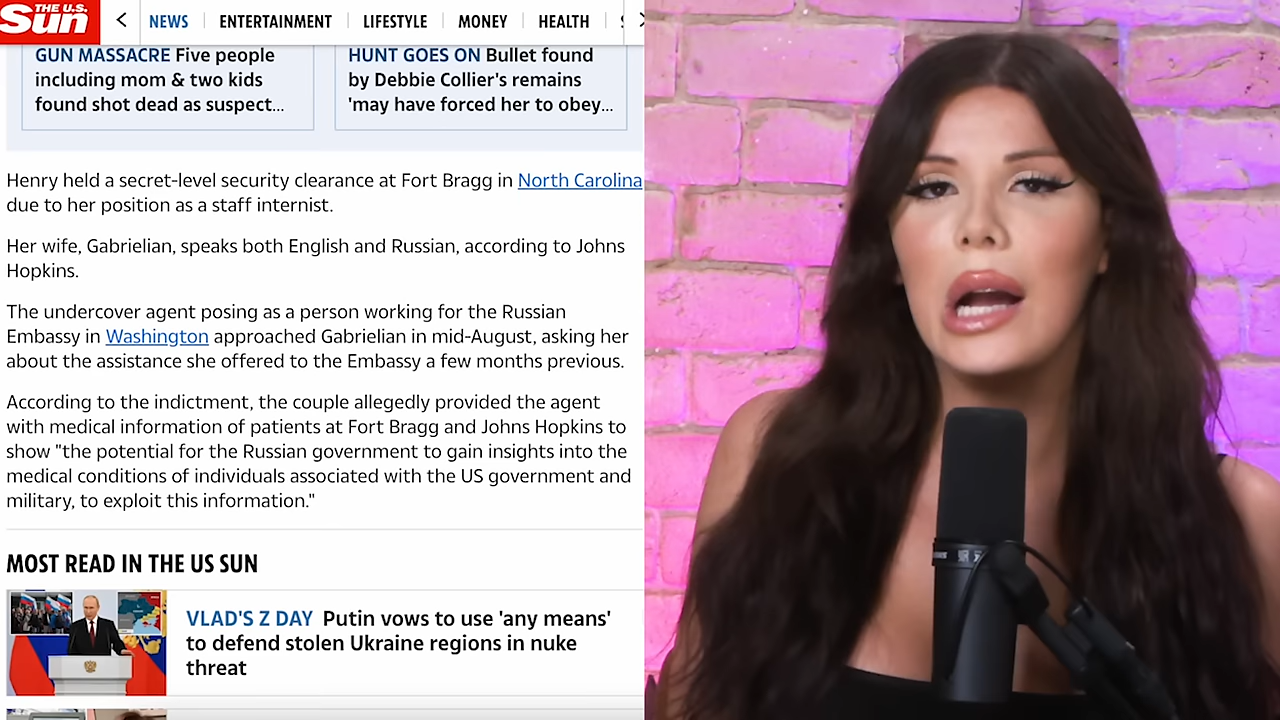 THE U.S.
Sun
NEWS
ENTERTAINMENT
LIFESTYLE
MONEY
HEALTH
GUN MASSACRE Five people
including mom & two kids
found shot dead as suspect...
HUNT GOES ON Bullet found
by Debbie Collier's remains
'may have forced her to obey...
Henry held a secret-level security clearance at Fort Bragg in North Carolina
due to her position as a staff internist.
Her wife, Gabrielian, speaks both English and Russian, according to Johns
Hopkins.
The undercover agent posing as a person working for the Russian
Embassy in Washington approached Gabrielian in mid-August, asking her
about the assistance she offered to the Embassy a few months previous.
According to the indictment, the couple allegedly provided the agent
with medical information of patients at Fort Bragg and Johns Hopkins to
show "the potential for the Russian government to gain insights into the
medical conditions of individuals associated with the US government and
military, to exploit this information."
MOST READ IN THE US SUN
VLAD'S Z DAY Putin vows to use 'any means'
to defend stolen Ukraine regions in nuke
threat